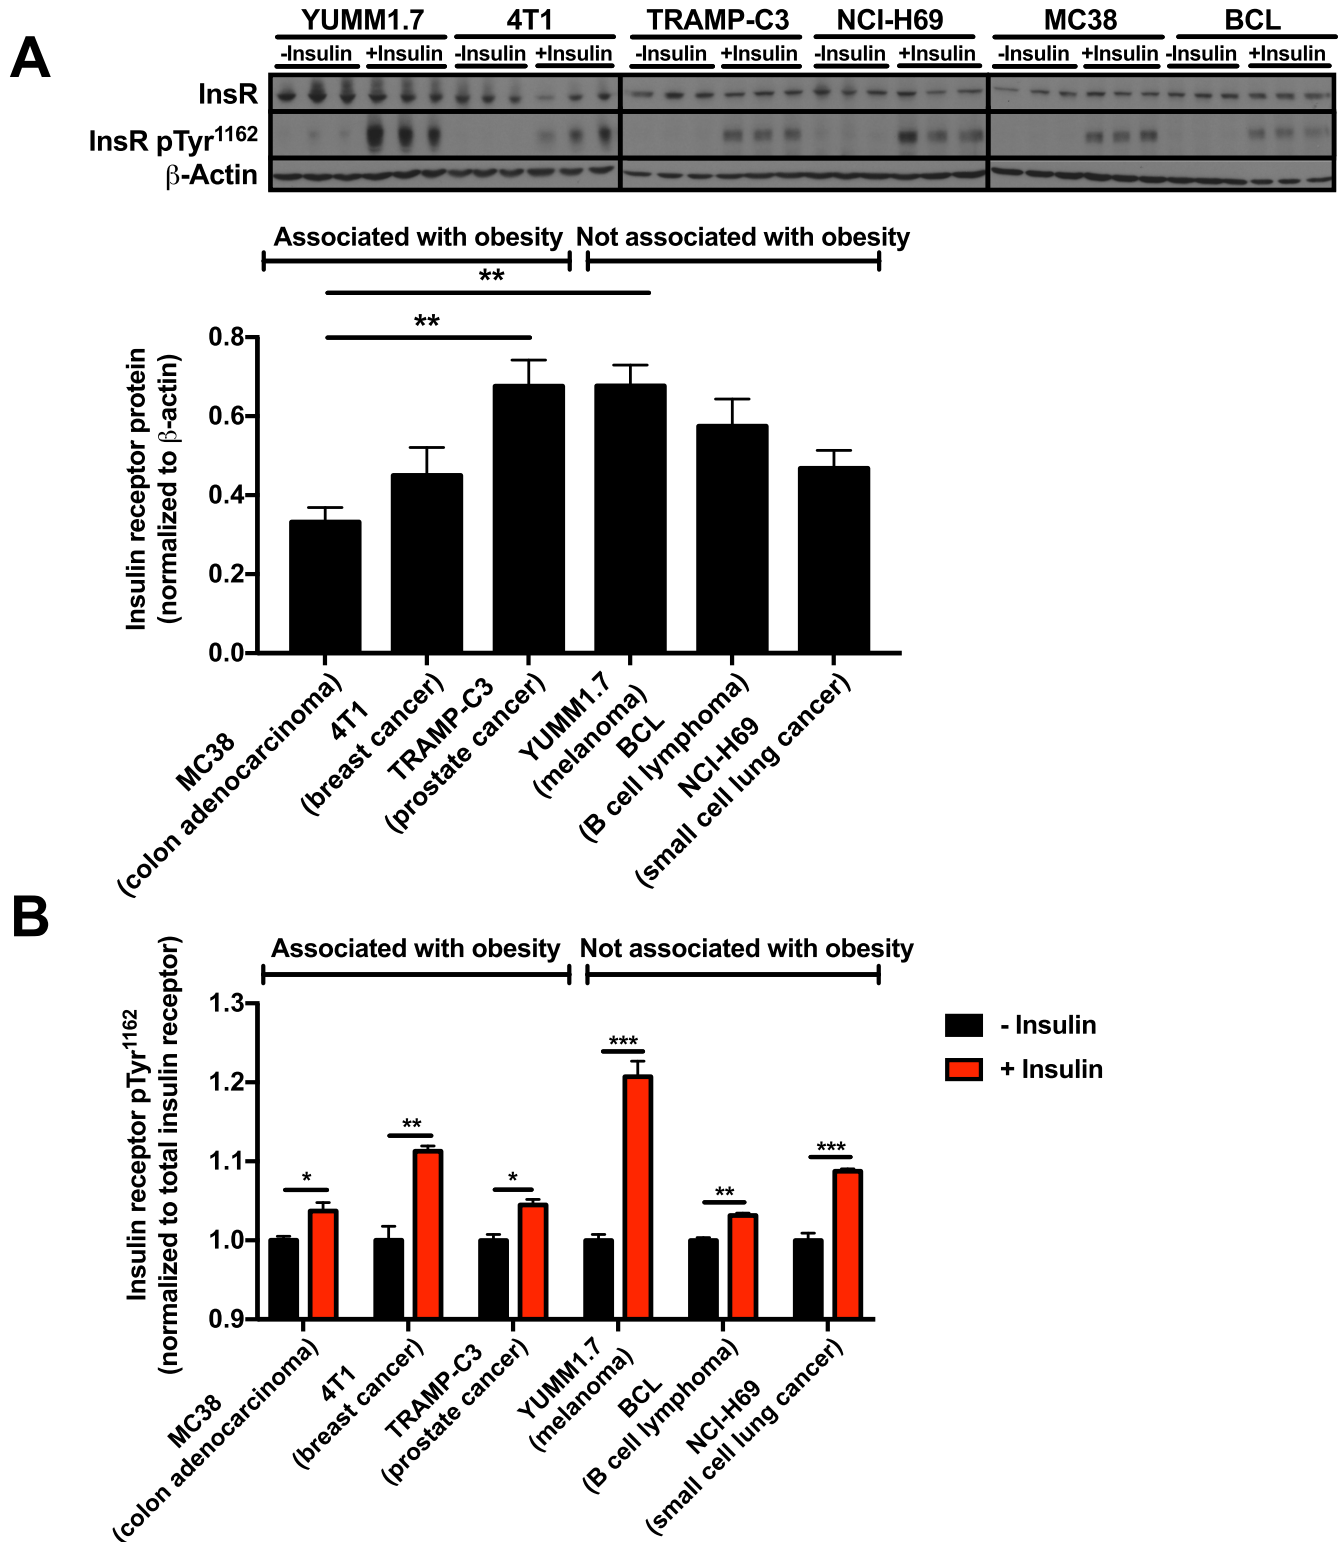 A
YUMM1.7 4T1 TRAMP-C3 NCI-H69 MC38 BCL
-Insulin +Insulin -Insulin +Insulin -Insulin +Insulin -Insulin +Insulin -Insulin +Insulin -Insulin +Insulin
InsR
InsR pTyr1162
β-Actin
Associated with obesity Not associated with obesity
**
**
Insulin receptor protein
(normalized to β-actin)
0.8
0.6
0.4
0.2
0.0
MC38
(colon adenocarcinoma)
4T1
(breast cancer)
TRAMP-C3
(prostate cancer)
YUMM1.7
(melanoma)
BCL
(B cell lymphoma)
NCI-H69
(small cell lung cancer)
B
Associated with obesity Not associated with obesity
Insulin receptor pTyr1162
(normalized to total insulin receptor)
1.3
1.2
1.1
1.0
0.9
* ** * *** ** ***
- Insulin
+ Insulin
MC38
(colon adenocarcinoma)
4T1
(breast cancer)
TRAMP-C3
(prostate cancer)
YUMM1.7
(melanoma)
BCL
(B cell lymphoma)
NCI-H69
(small cell lung cancer)